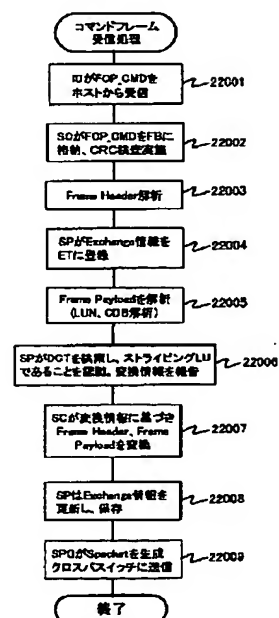 コマンドフレーム
受信処理
ICがFCP_CMDを
ホストから受信
22001
SCがFCP_CMDをFBに
格納、CRC検査実施
22002
Frame Header解析
22003
SPがExchange情報を
ETに登録
22004
Frame Payloadを解析
(LUN、CDB解析)
22005
SPがDCTを検索し、ストライピングLU
であることを認識。変換情報を報告
22006
SCが変換情報に基づき
Frame Header、Frame
Payloadを変換
22007
SPはExchange情報を
更新し、保存
22008
SPGがSpacketを生成
クロスバスイッチに送信
22009
終了